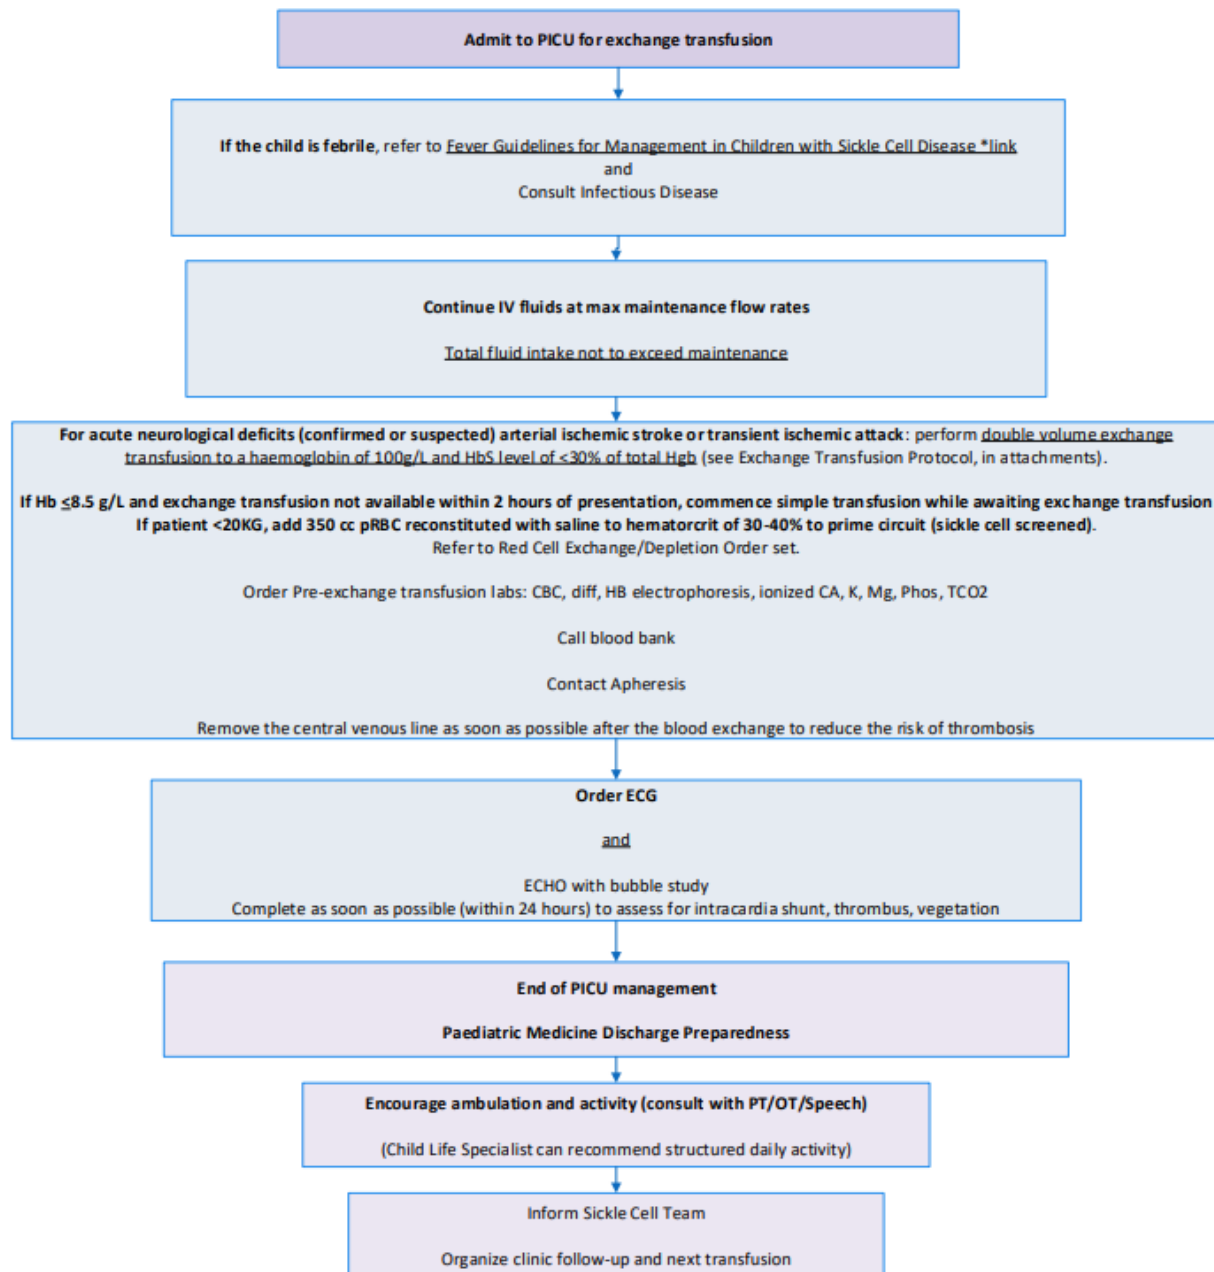 Admit to PICU for exchange transfusion
If the child is febrile, refer to Fever Guidelines for Management in Children with Sickle Cell Disease *link
and
Consult Infectious Disease
Continue IV fluids at max maintenance flow rates
Total fluid intake not to exceed maintenance
For acute neurological deficits (confirmed or suspected) arterial ischemic stroke or transient ischemic attack: perform double volume exchange
transfusion to a haemoglobin of 100g/L and HbS level of <30% of total Hgb (see Exchange Transfusion Protocol, in attachments).
If Hb ≤8.5 g/L and exchange transfusion not available within 2 hours of presentation, commence simple transfusion while awaiting exchange transfusion
If patient <20KG, add 350 cc pRBC reconstituted with saline to hematorcrit of 30-40% to prime circuit (sickle cell screened).
Refer to Red Cell Exchange/Depletion Order set.
Order Pre-exchange transfusion labs: CBC, diff, HB electrophoresis, ionized CA, K, Mg, Phos, TCO2
Call blood bank
Contact Apheresis
Remove the central venous line as soon as possible after the blood exchange to reduce the risk of thrombosis
Order ECG
and
ECHO with bubble study
Complete as soon as possible (within 24 hours) to assess for intracardia shunt, thrombus, vegetation
End of PICU management
Paediatric Medicine Discharge Preparedness
Encourage ambulation and activity (consult with PT/OT/Speech)
(Child Life Specialist can recommend structured daily activity)
Inform Sickle Cell Team
Organize clinic follow-up and next transfusion